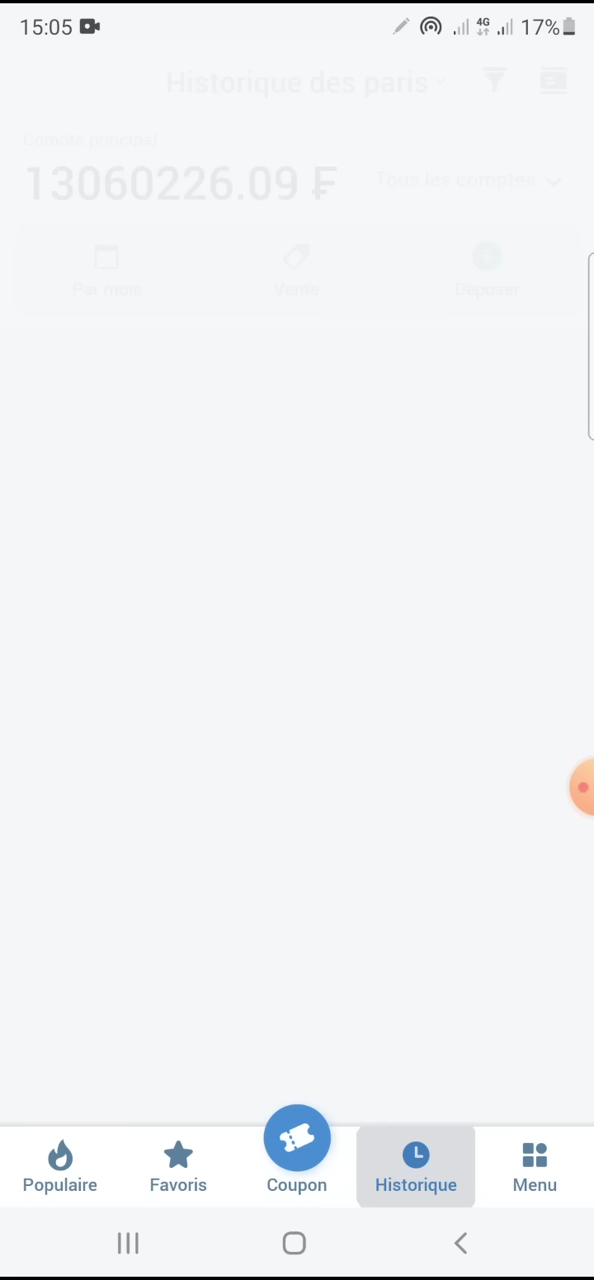 15:05
4G
17%
Historique des paris
Compte principal
13060226.09 ₣
Tous les comptes
Par mois
Vente
Déposer
Populaire
Favoris
Coupon
Historique
Menu